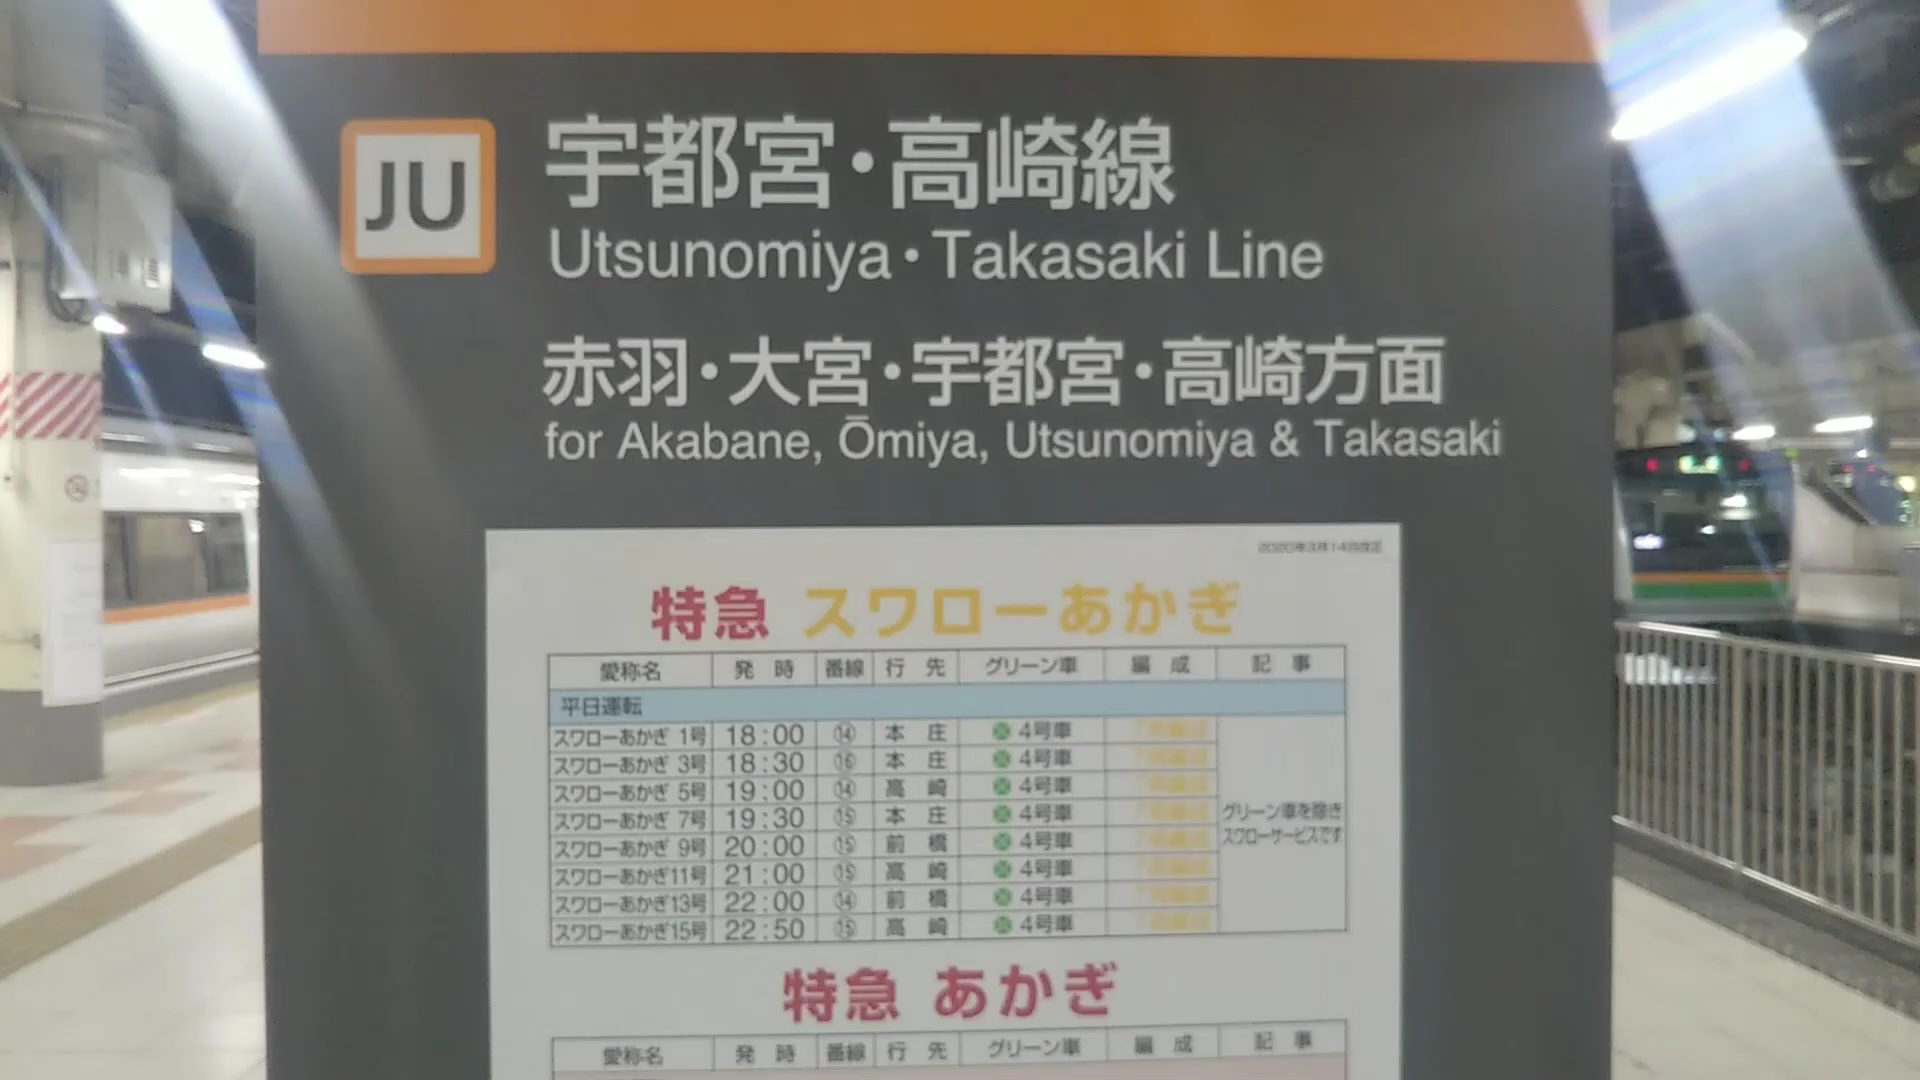 JU
宇都宮・高崎線
Utsunomiya・Takasaki Line
赤羽・大宮・宇都宮・高崎方面
for Akabane, Ōmiya, Utsunomiya & Takasaki
2020年3月14日改正
特急 スワローあかぎ
愛称名 発時 番線 行先 グリーン車 編成 記事
平日運転
スワローあかぎ 1号 18:00 ⑭ 本庄 4号車
スワローあかぎ 3号 18:30 ⑯ 本庄 4号車
スワローあかぎ 5号 19:00 ⑭ 高崎 4号車
スワローあかぎ 7号 19:30 ⑮ 本庄 4号車
スワローあかぎ 9号 20:00 ⑮ 前橋 4号車
スワローあかぎ11号 21:00 ⑮ 高崎 4号車
スワローあかぎ13号 22:00 ⑭ 前橋 4号車
スワローあかぎ15号 22:50 ⑮ 高崎 4号車
グリーン車を除き
スワローサービスです
特急 あかぎ
愛称名 発時 番線 行先 グリーン車 編成 記事